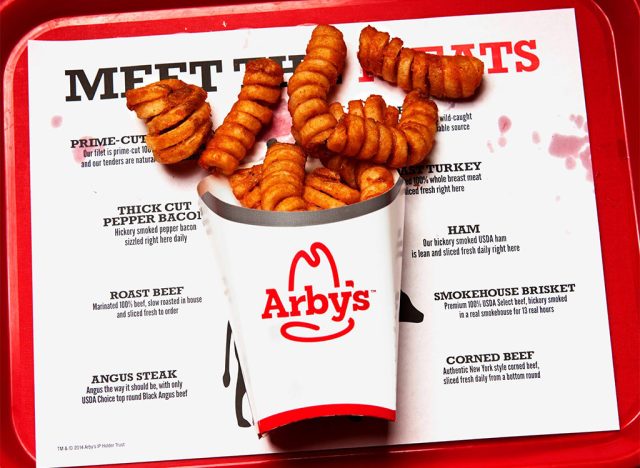 MEET THE MEATS
PRIME-CUT
Our filet is prime-cut 100
and our tenders are natural
THICK CUT
PEPPER BACON
Hickory smoked pepper bacon
sizzled right here daily
ROAST BEEF
Marinated 100% beef, slow roasted in house
and sliced fresh to order
ANGUS STEAK
Angus the way it should be, with only
USDA Choice top round Black Angus beef
TM & © 2014 Arby's IP Holder Trust
Arby's™
wild-caught
source
TURKEY
100% whole breast meat
sliced fresh right here
HAM
Our hickory smoked USDA ham
is lean and sliced fresh right here
SMOKEHOUSE BRISKET
Premium 100% USDA Select beef, hickory smoked
in a real smokehouse for 13 real hours
CORNED BEEF
Authentic New York style corned beef,
sliced fresh daily from a bottom round